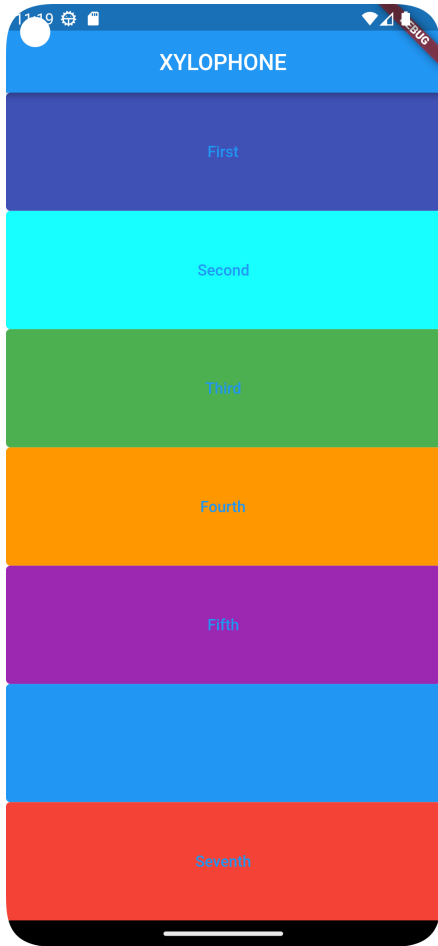 11:19
XYLOPHONE
First
Second
Third
Fourth
Fifth
Seventh